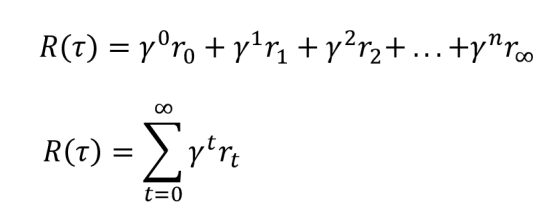 R(τ) = γ⁰r₀ + γ¹r₁ + γ²r₂+ …+γⁿr∞
R(τ) = ∑_{t=0}^{∞} γᵗrₜ